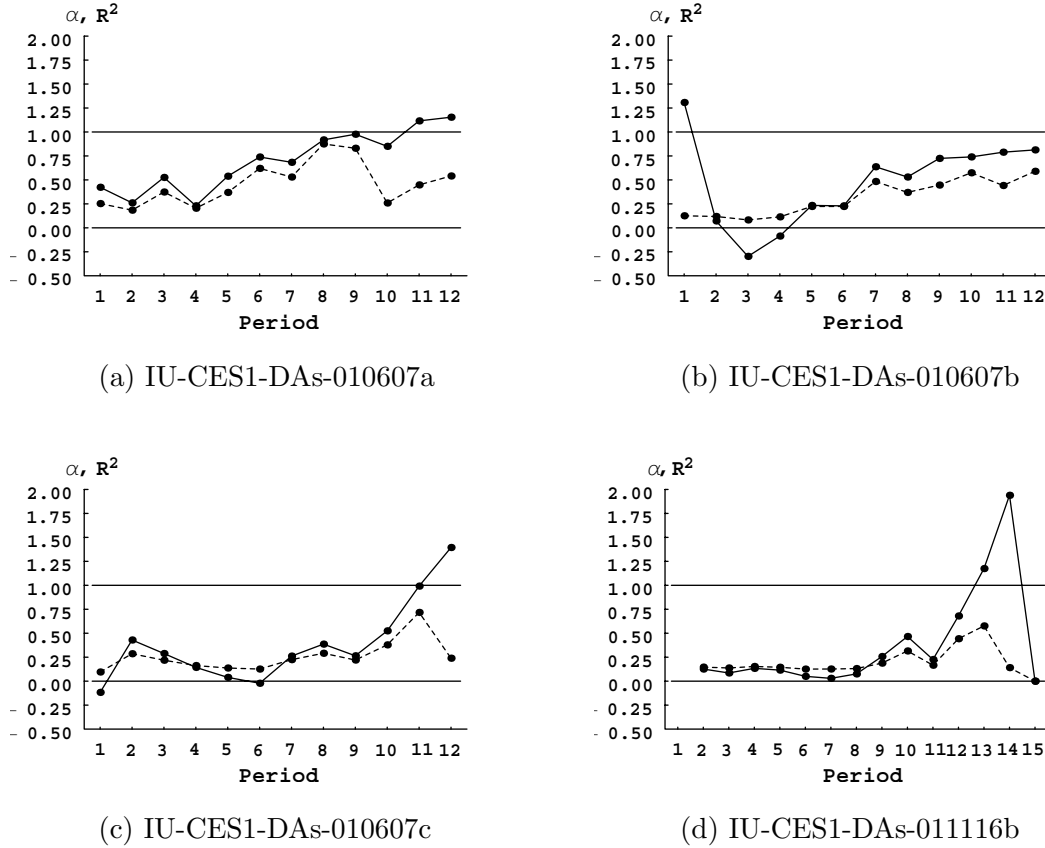 α, R²
2.00
1.75
1.50
1.25
1.00
0.75
0.50
0.25
0.00
- 0.25
- 0.50
1 2 3 4 5 6 7 8 9 10 11 12
Period
(a) IU-CES1-DAs-010607a
α, R²
2.00
1.75
1.50
1.25
1.00
0.75
0.50
0.25
0.00
- 0.25
- 0.50
1 2 3 4 5 6 7 8 9 10 11 12
Period
(b) IU-CES1-DAs-010607b
α, R²
2.00
1.75
1.50
1.25
1.00
0.75
0.50
0.25
0.00
- 0.25
- 0.50
1 2 3 4 5 6 7 8 9 10 11 12
Period
(c) IU-CES1-DAs-010607c
α, R²
2.00
1.75
1.50
1.25
1.00
0.75
0.50
0.25
0.00
- 0.25
- 0.50
1 2 3 4 5 6 7 8 9 10 11 12 13 14 15
Period
(d) IU-CES1-DAs-011116b